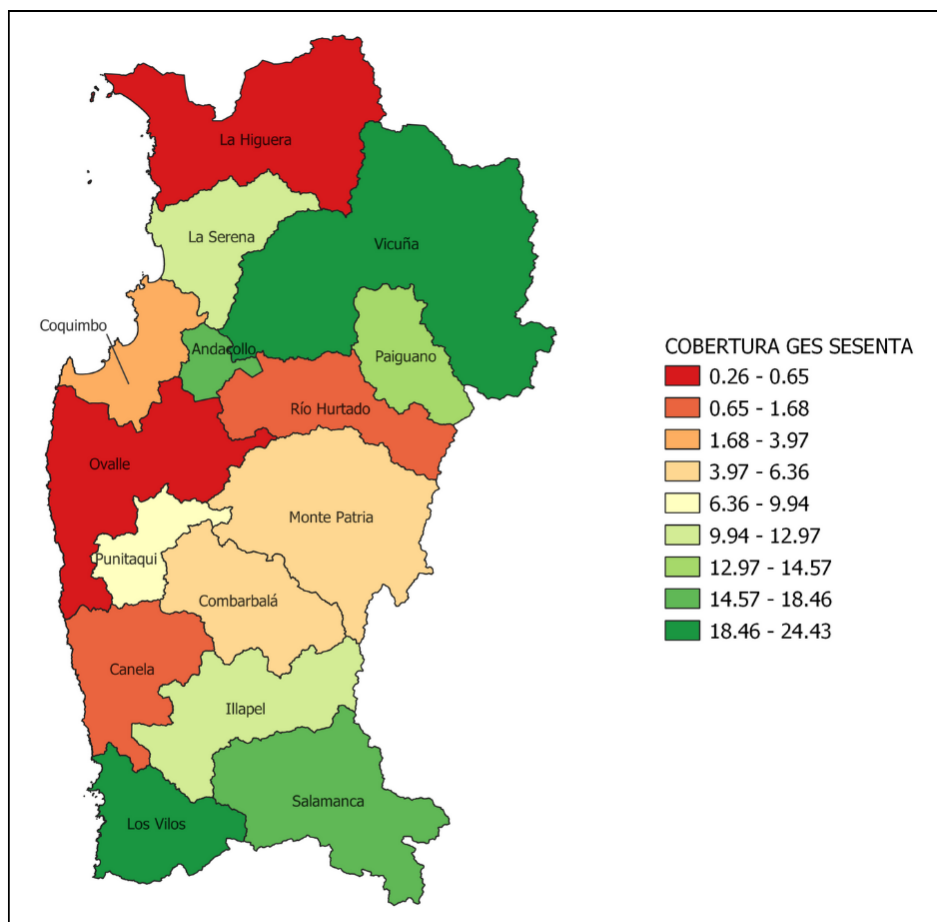 La Higuera
La Serena
Vicuña
Coquimbo
Andacollo
Paiguano
Río Hurtado
Ovalle
Monte Patria
Punitaqui
Combarbalá
Canela
Illapel
Salamanca
Los Vilos
COBERTURA GES SESENTA
0.26 - 0.65
0.65 - 1.68
1.68 - 3.97
3.97 - 6.36
6.36 - 9.94
9.94 - 12.97
12.97 - 14.57
14.57 - 18.46
18.46 - 24.43